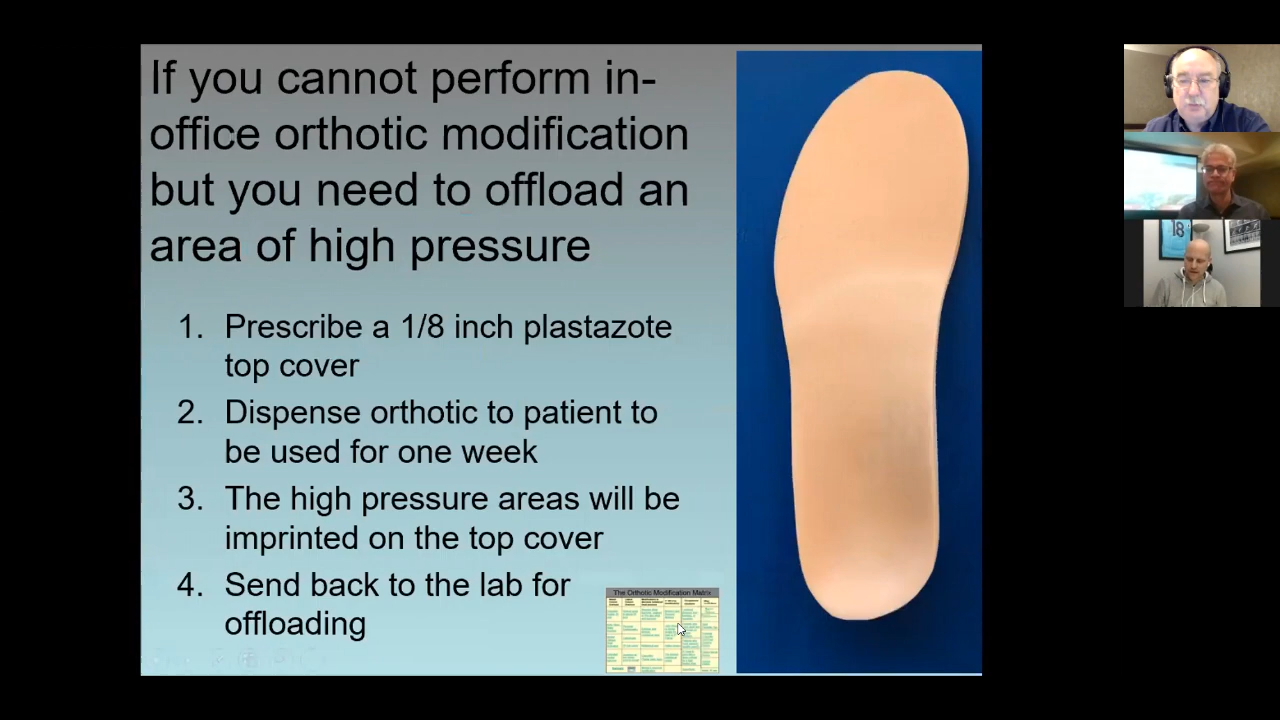 If you cannot perform in-
office orthotic modification
but you need to offload an
area of high pressure
1. Prescribe a 1/8 inch plastazote
top cover
2. Dispense orthotic to patient to
be used for one week
3. The high pressure areas will be
imprinted on the top cover
4. Send back to the lab for
offloading
The Orthotic Modification Matrix
18